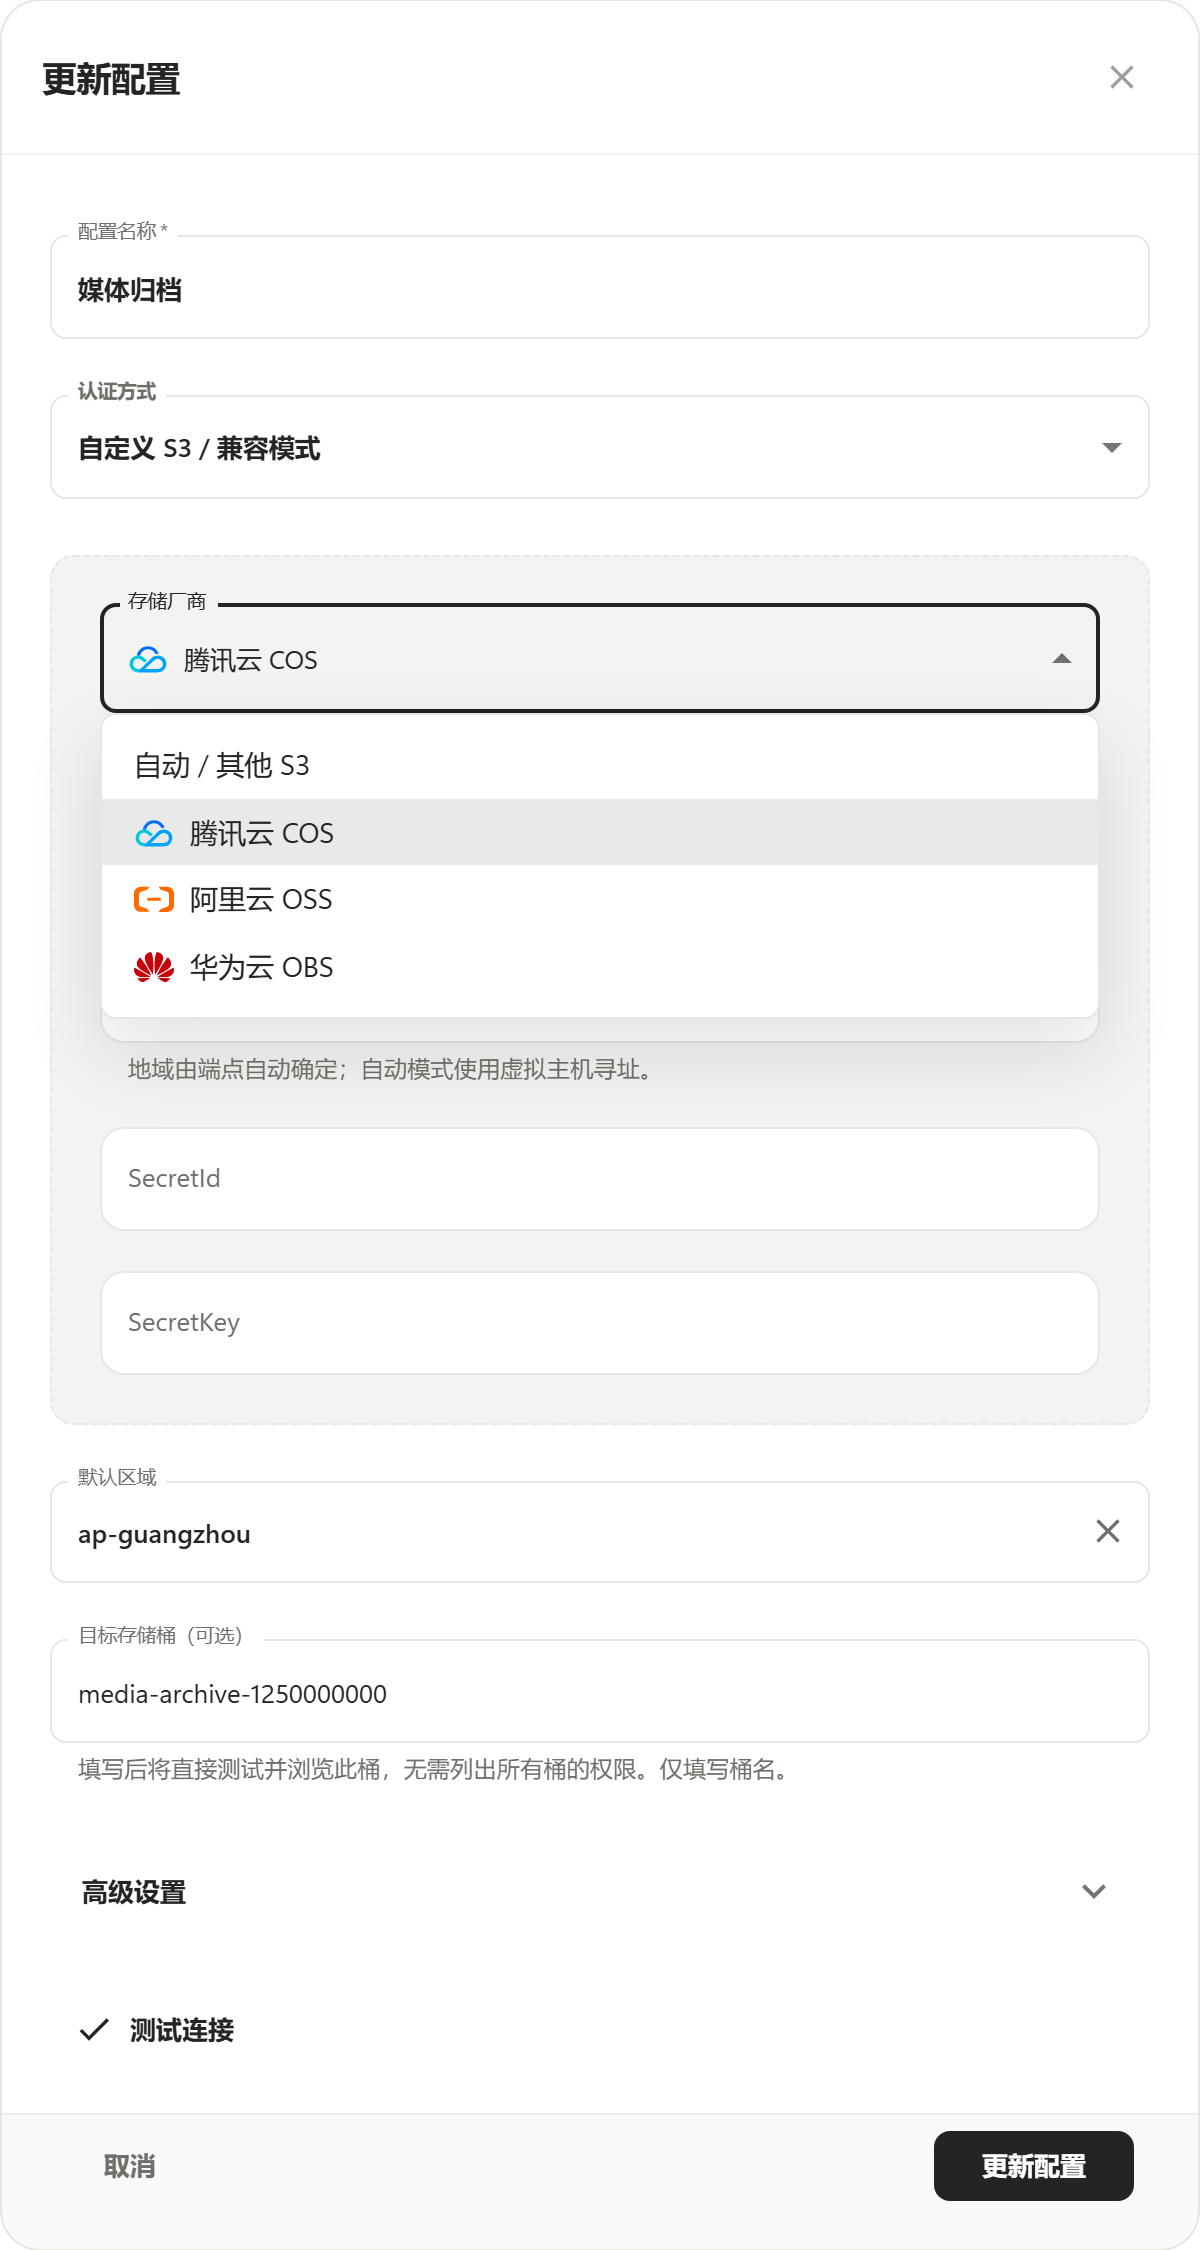 更新配置
配置名称 *
媒体归档
认证方式
自定义 S3 / 兼容模式
存储厂商
腾讯云 COS
自动 / 其他 S3
腾讯云 COS
阿里云 OSS
华为云 OBS
地域由端点自动确定；自动模式使用虚拟主机寻址。
SecretId
SecretKey
默认区域
ap-guangzhou
目标存储桶（可选）
media-archive-1250000000
填写后将直接测试并浏览此桶，无需列出所有桶的权限。仅填写桶名。
高级设置
测试连接
取消
更新配置